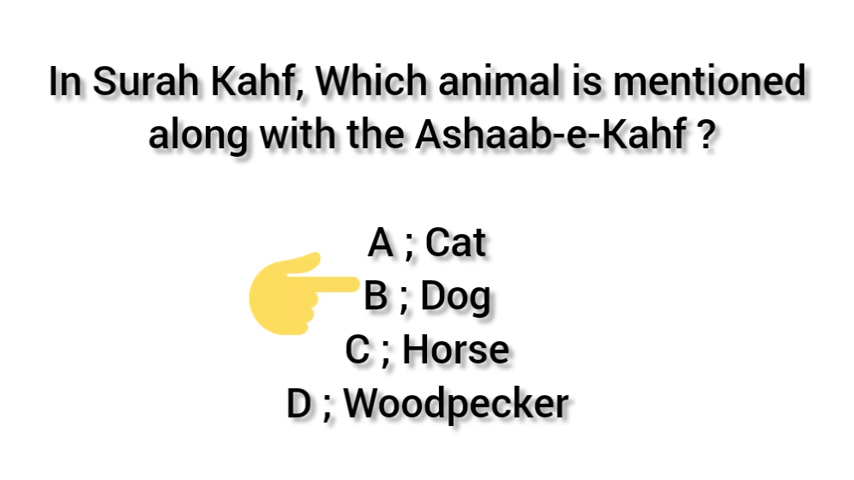 In Surah Kahf, Which animal is mentioned
along with the Ashaab-e-Kahf ?
A ; Cat
B ; Dog
C ; Horse
D ; Woodpecker